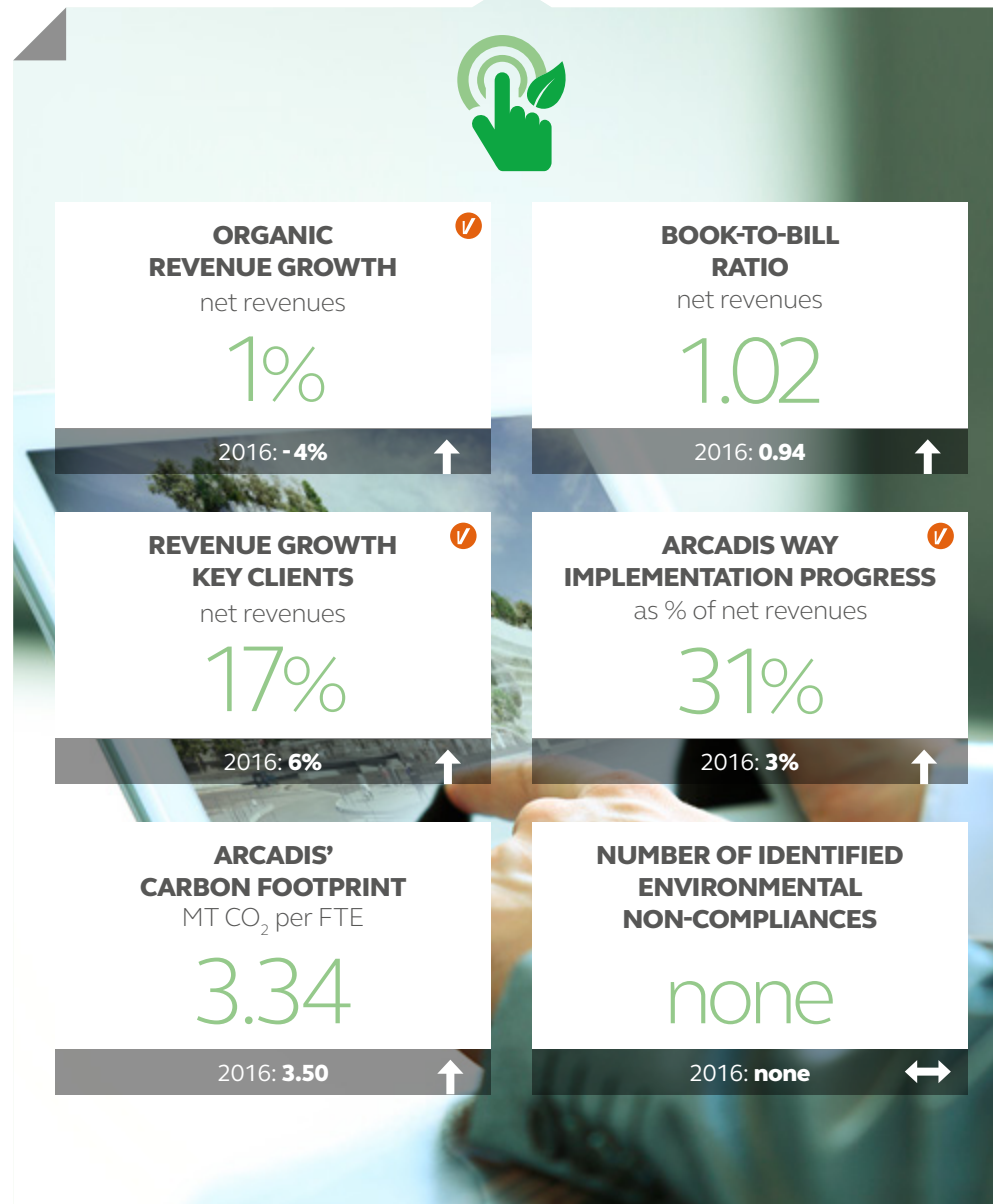 ORGANIC
REVENUE GROWTH
net revenues
1%
2016: - 4%
BOOK-TO-BILL
RATIO
net revenues
1.02
2016: 0.94
REVENUE GROWTH
KEY CLIENTS
net revenues
17%
2016: 6%
ARCADIS WAY
IMPLEMENTATION PROGRESS
as % of net revenues
31%
2016: 3%
ARCADIS’
CARBON FOOTPRINT
MT CO₂ per FTE
3.34
2016: 3.50
NUMBER OF IDENTIFIED
ENVIRONMENTAL
NON-COMPLIANCES
none
2016: none